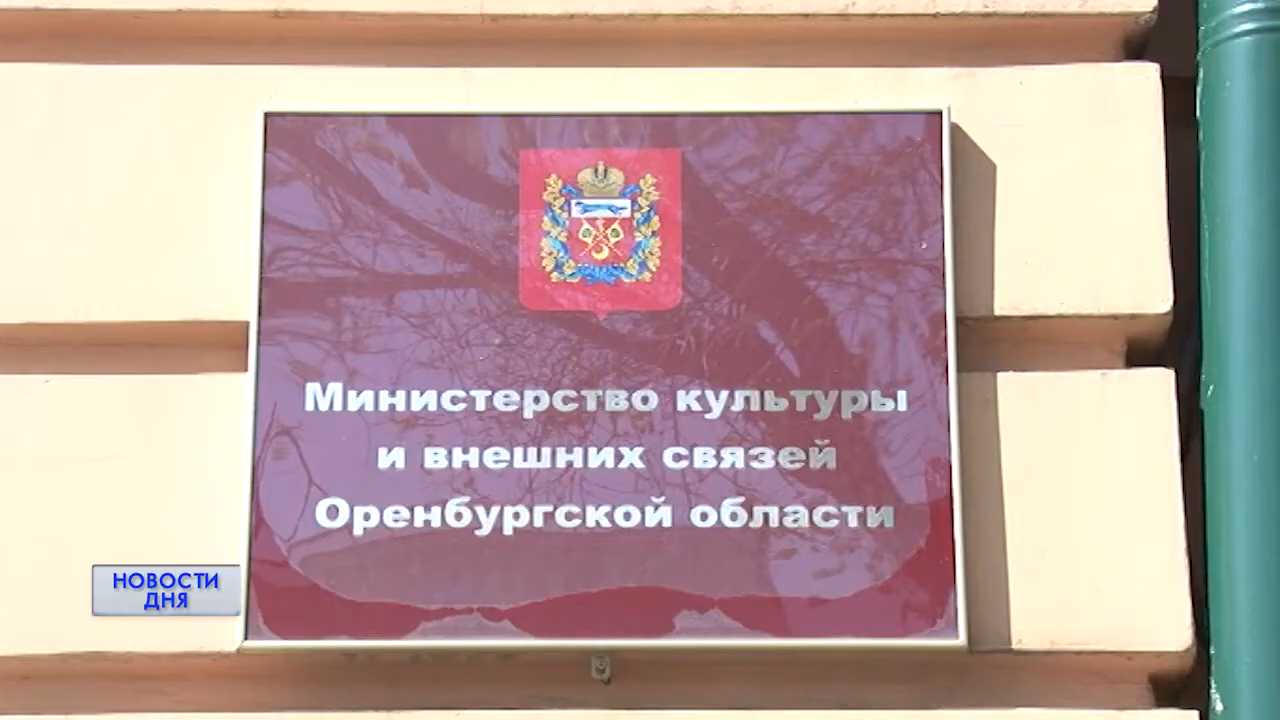 Министерство культуры
и внешних связей
Оренбургской области
НОВОСТИ
ДНЯ